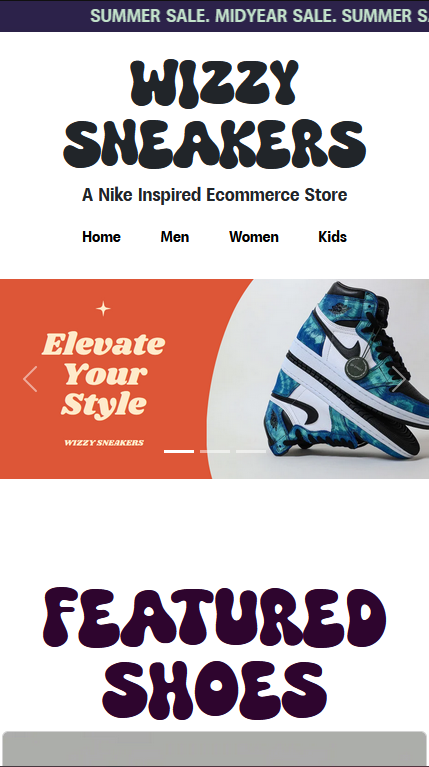 SUMMER SALE. MIDYEAR SALE. SUMMER S
WIZZY
SNEAKERS
A Nike Inspired Ecommerce Store
Home Men Women Kids
Elevate
Your
Style
WIZZY SNEAKERS
FEATURED
SHOES